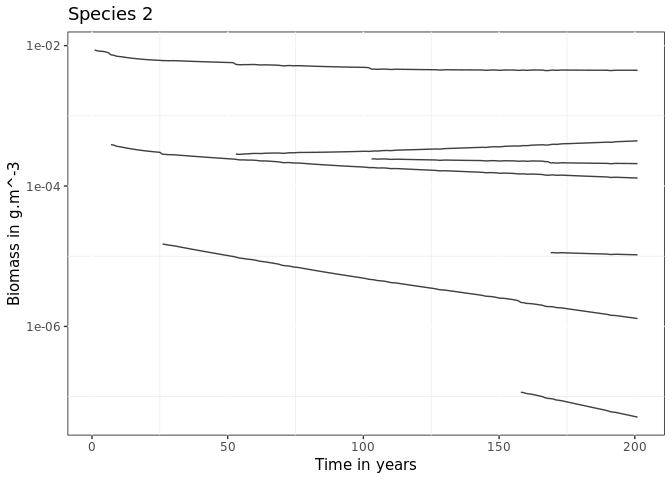 Species 2
1e-02
1e-04
1e-06
Biomass in g.m^-3
0 50 100 150 200
Time in years